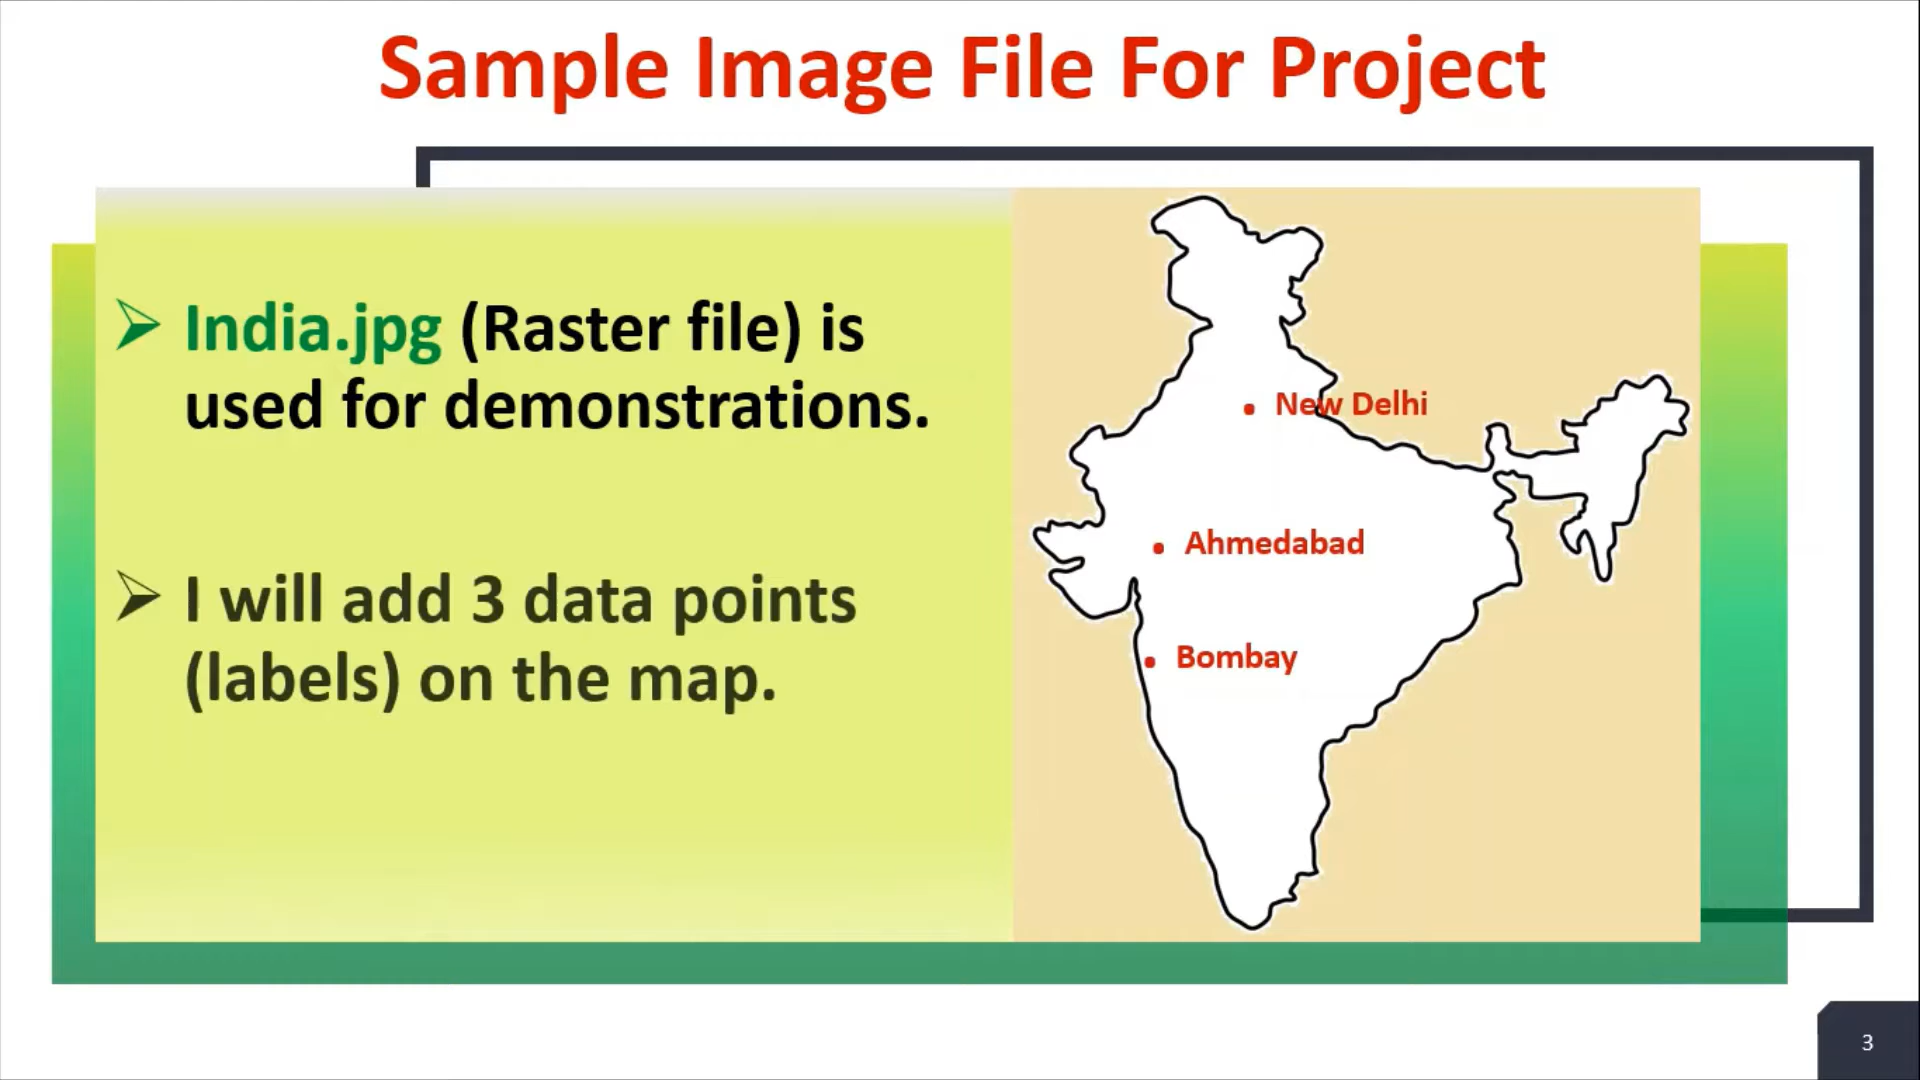 Sample Image File For Project
India.jpg (Raster file) is
used for demonstrations.
I will add 3 data points
(labels) on the map.
New Delhi
Ahmedabad
Bombay
3